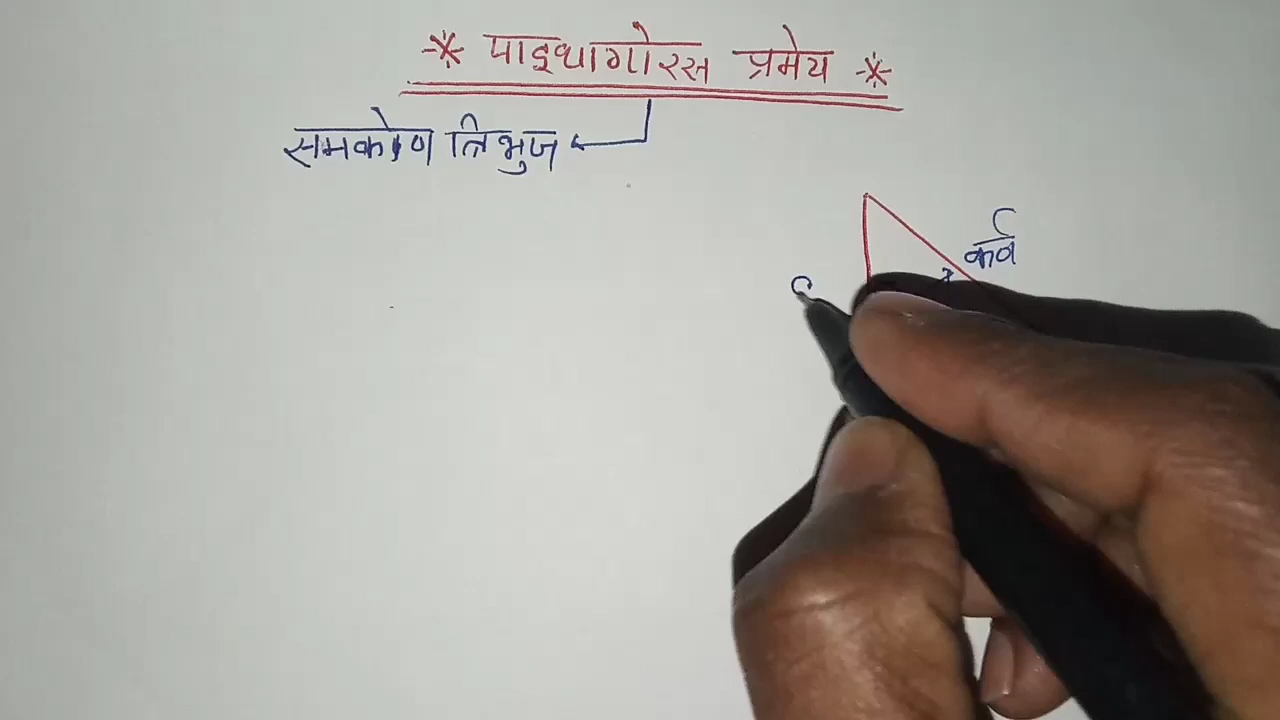 * पाइथागोरस प्रमेय *
समकोण त्रिभुज
कर्ण